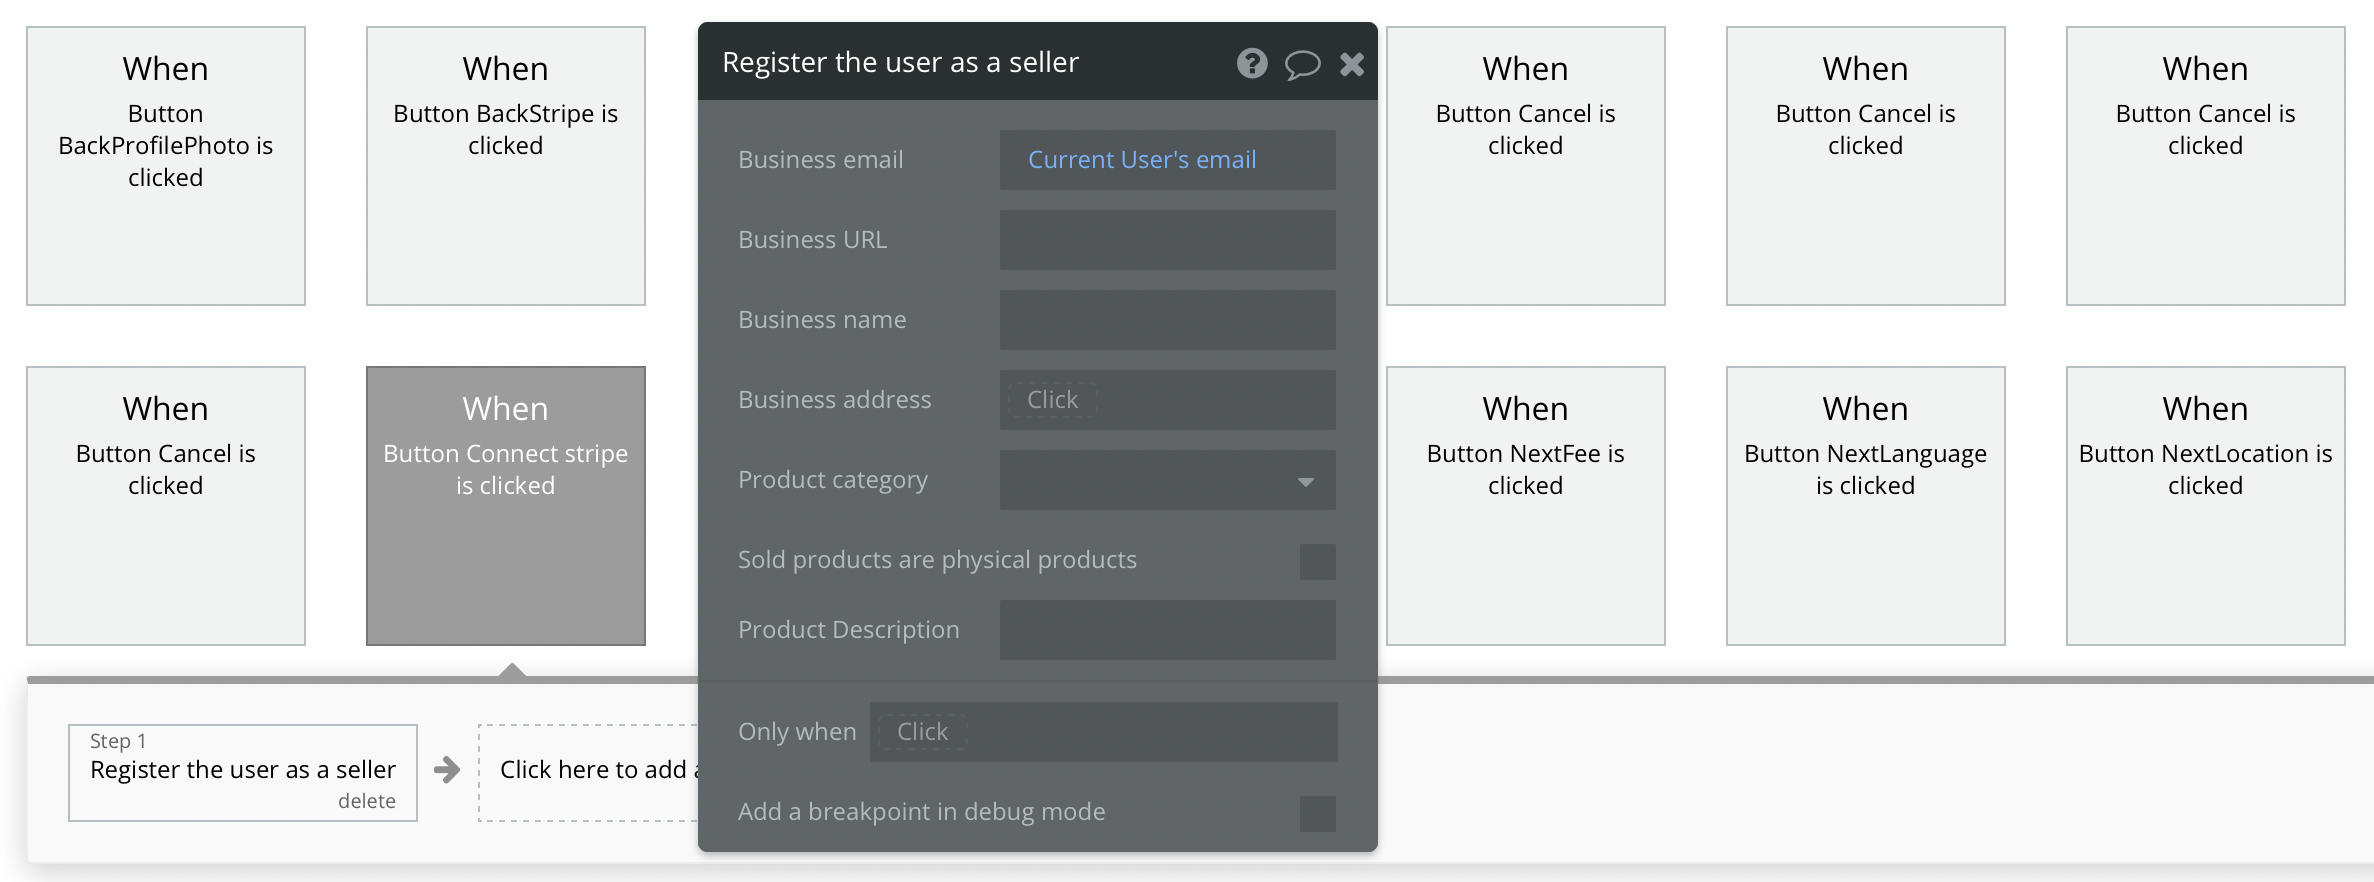 When
Button
BackProfilePhoto is
clicked
When
Button BackStripe is
clicked
Register the user as a seller
Business email
Current User's email
Business URL
Business name
Business address
Click
Product category
Sold products are physical products
Product Description
Only when
Click
Add a breakpoint in debug mode
When
Button Cancel is
clicked
When
Button Cancel is
clicked
When
Button Cancel is
clicked
When
Button Cancel is
clicked
When
Button Connect stripe
is clicked
When
Button NextFee is
clicked
When
Button NextLanguage
is clicked
When
Button NextLocation is
clicked
Step 1
Register the user as a seller
delete
Click here to add